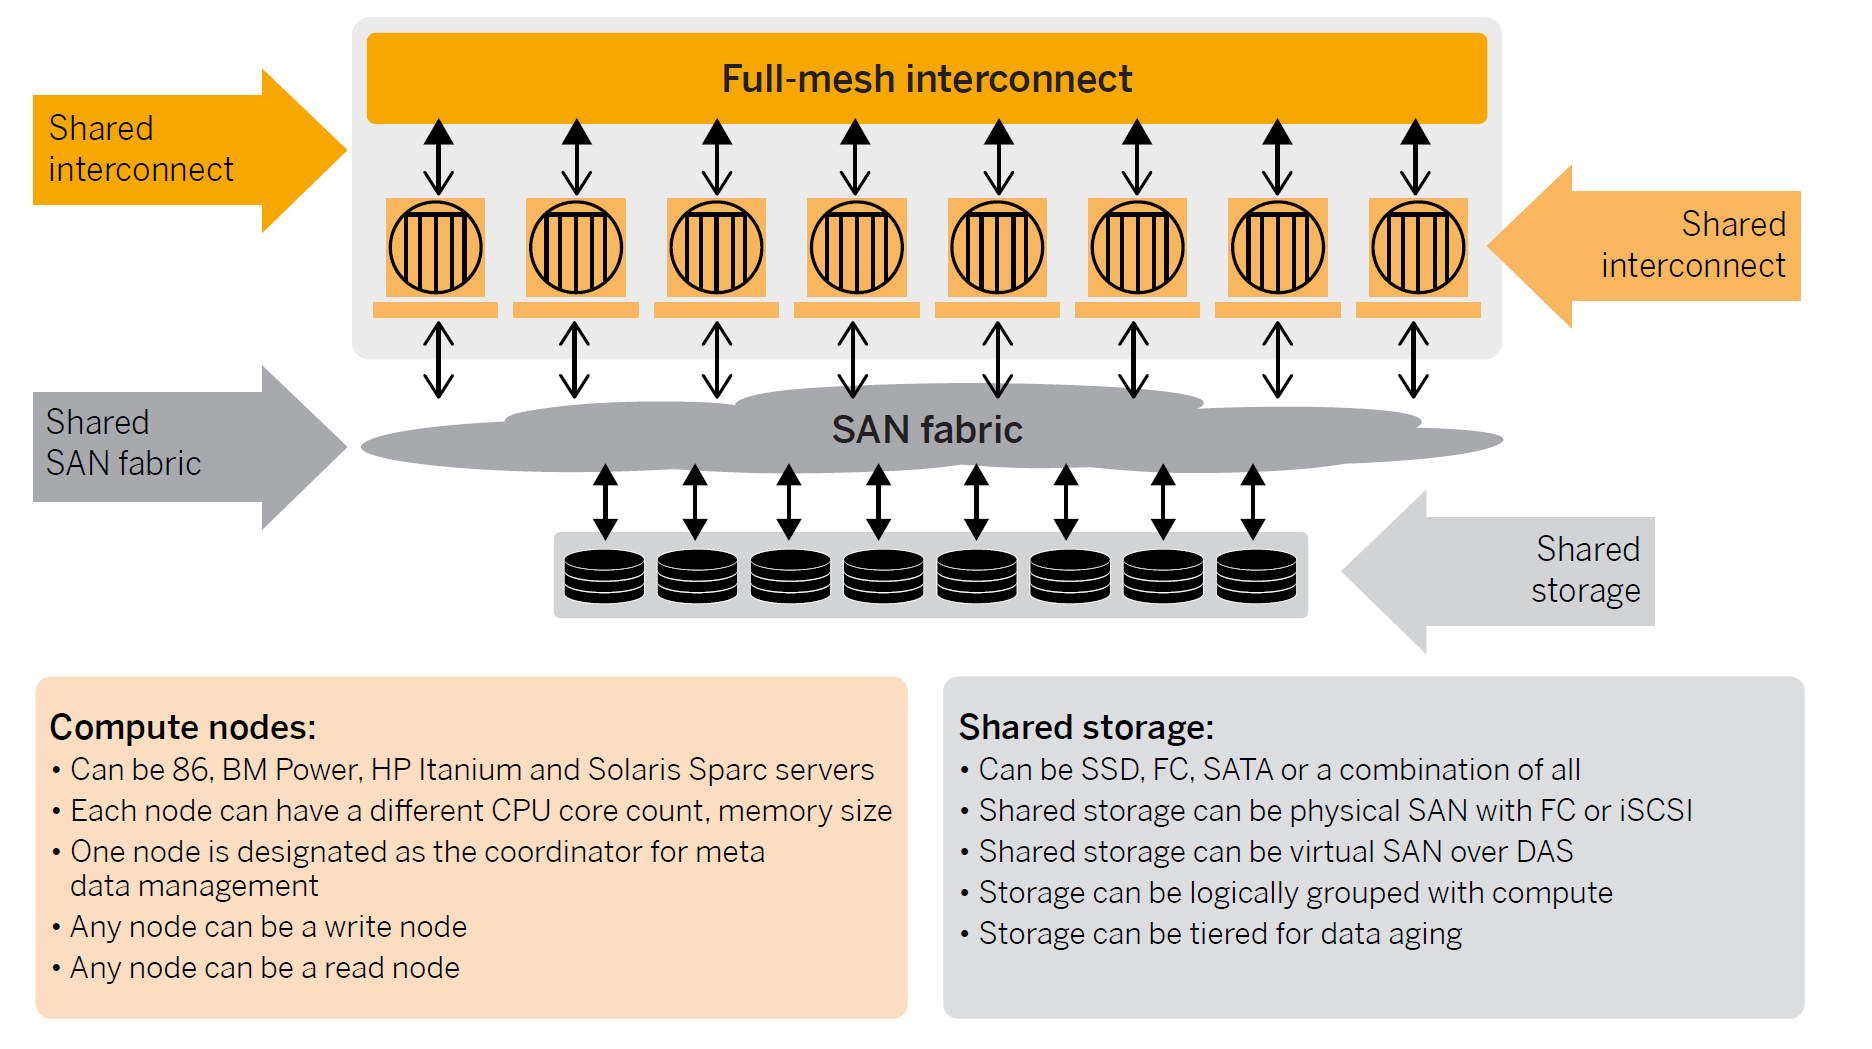 Full-mesh interconnect
Shared
interconnect
Shared
interconnect
Shared
SAN fabric
SAN fabric
Shared
storage
Compute nodes:
• Can be 86, BM Power, HP Itanium and Solaris Sparc servers
• Each node can have a different CPU core count, memory size
• One node is designated as the coordinator for meta
data management
• Any node can be a write node
• Any node can be a read node
Shared storage:
• Can be SSD, FC, SATA or a combination of all
• Shared storage can be physical SAN with FC or iSCSI
• Shared storage can be virtual SAN over DAS
• Storage can be logically grouped with compute
• Storage can be tiered for data aging